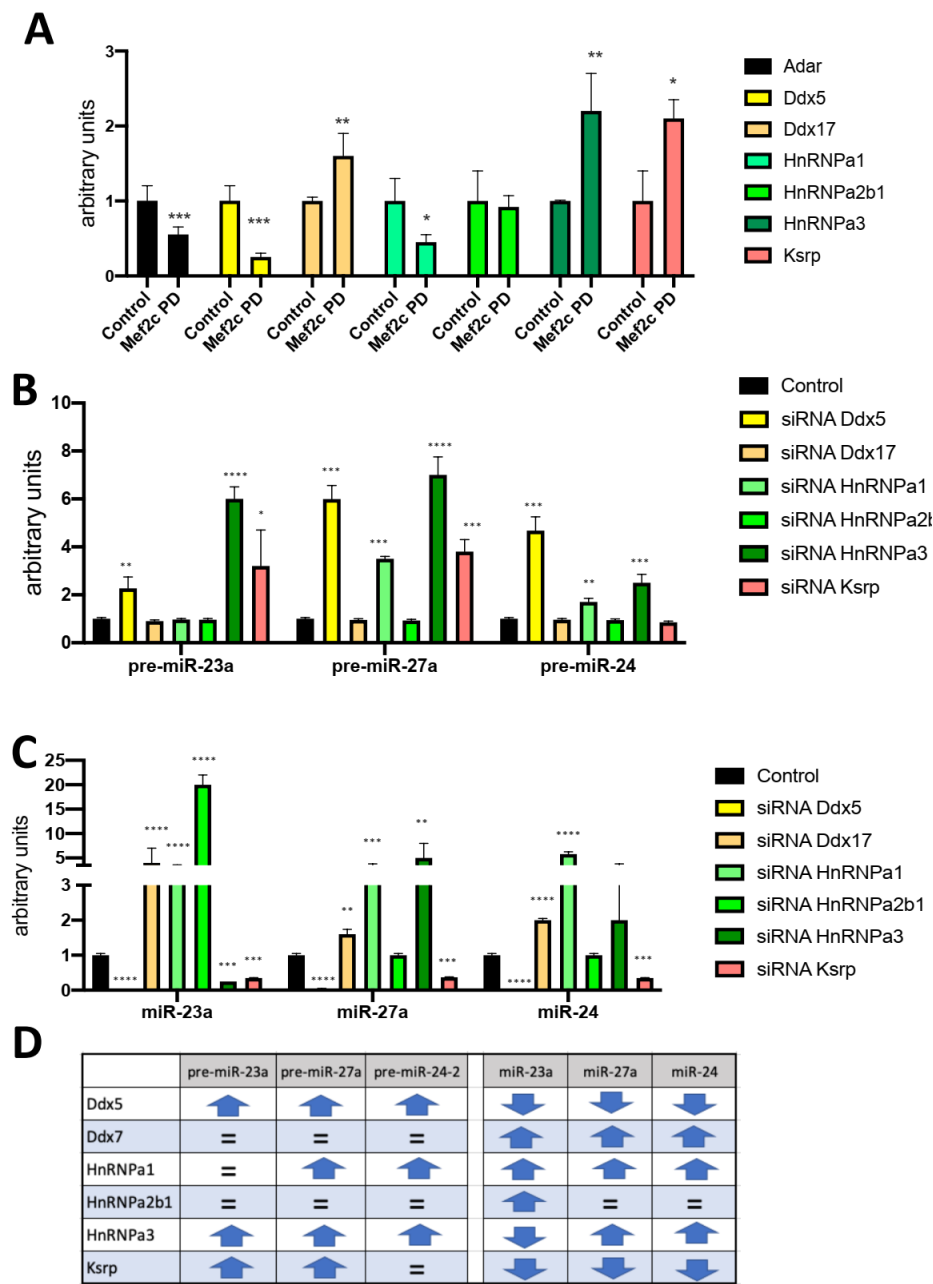 A
arbitrary units
3
2
1
0
*** *** ** * ** *
Control Mef2c PD Control Mef2c PD Control Mef2c PD Control Mef2c PD Control Mef2c PD Control Mef2c PD Control Mef2c PD
Adar
Ddx5
Ddx17
HnRNPa1
HnRNPa2b1
HnRNPa3
Ksrp
B
arbitrary units
10
8
6
4
2
0
** **** * *** *** **** *** *** ** ***
pre-miR-23a pre-miR-27a pre-miR-24
Control
siRNA Ddx5
siRNA Ddx17
siRNA HnRNPa1
siRNA HnRNPa2b
siRNA HnRNPa3
siRNA Ksrp
C
arbitrary units
25
20
15
10
5
3
2
1
0
**** **** **** **** *** *** **** ** *** ** *** **** **** **** ***
miR-23a miR-27a miR-24
Control
siRNA Ddx5
siRNA Ddx17
siRNA HnRNPa1
siRNA HnRNPa2b1
siRNA HnRNPa3
siRNA Ksrp
D
pre-miR-23a pre-miR-27a pre-miR-24-2 miR-23a miR-27a miR-24
Ddx5
Ddx7 = = =
HnRNPa1 =
HnRNPa2b1 = = = = =
HnRNPa3
Ksrp =